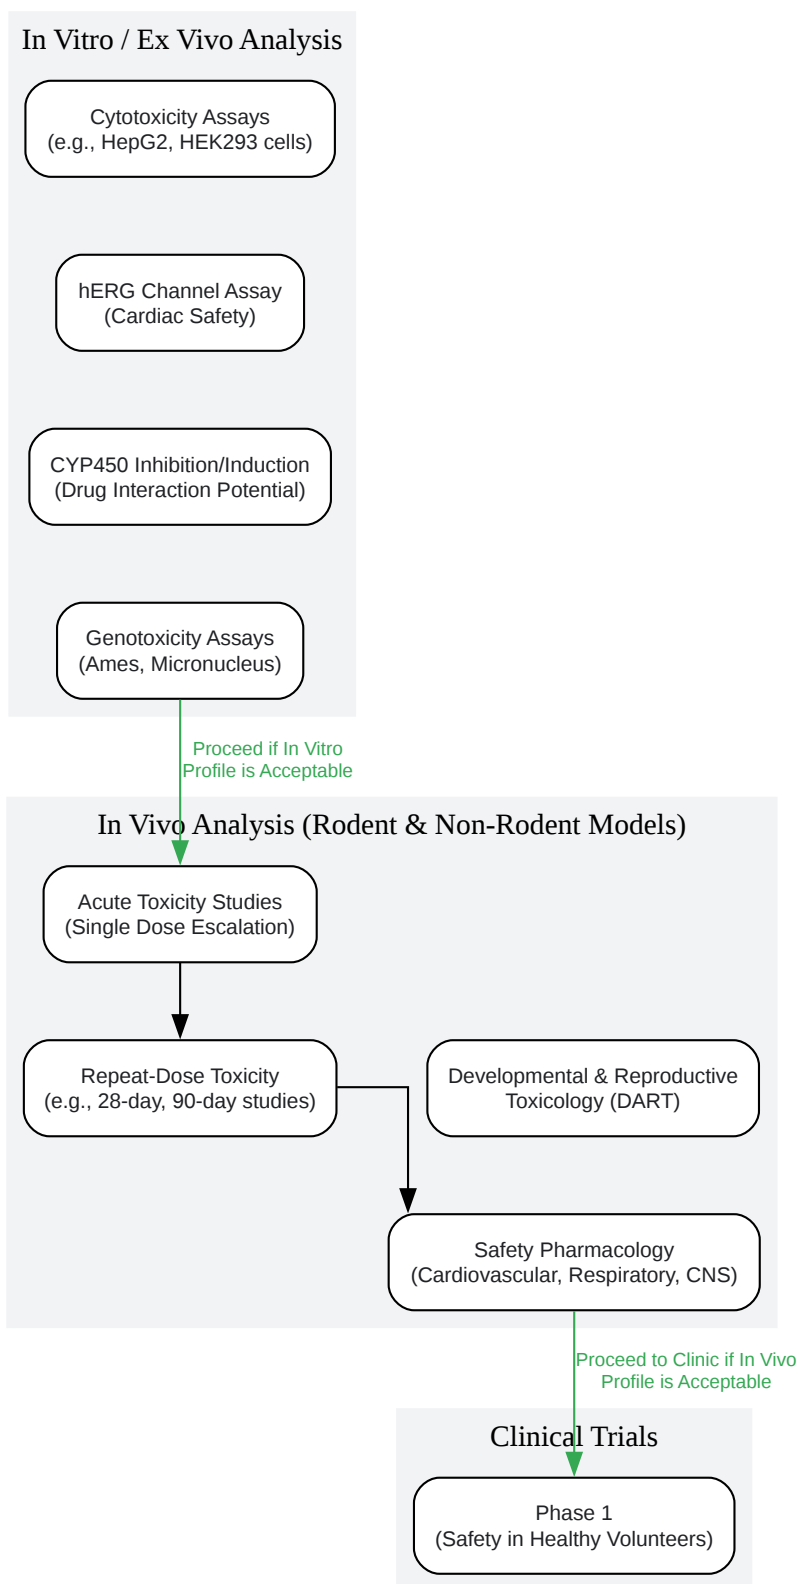 In Vitro / Ex Vivo Analysis
Cytotoxicity Assays
(e.g., HepG2, HEK293 cells)
hERG Channel Assay
(Cardiac Safety)
CYP450 Inhibition/Induction
(Drug Interaction Potential)
Genotoxicity Assays
(Ames, Micronucleus)
Proceed if In Vitro
Profile is Acceptable
In Vivo Analysis (Rodent & Non-Rodent Models)
Acute Toxicity Studies
(Single Dose Escalation)
Repeat-Dose Toxicity
(e.g., 28-day, 90-day studies)
Developmental & Reproductive
Toxicology (DART)
Safety Pharmacology
(Cardiovascular, Respiratory, CNS)
Proceed to Clinic if In Vivo
Profile is Acceptable
Clinical Trials
Phase 1
(Safety in Healthy Volunteers)